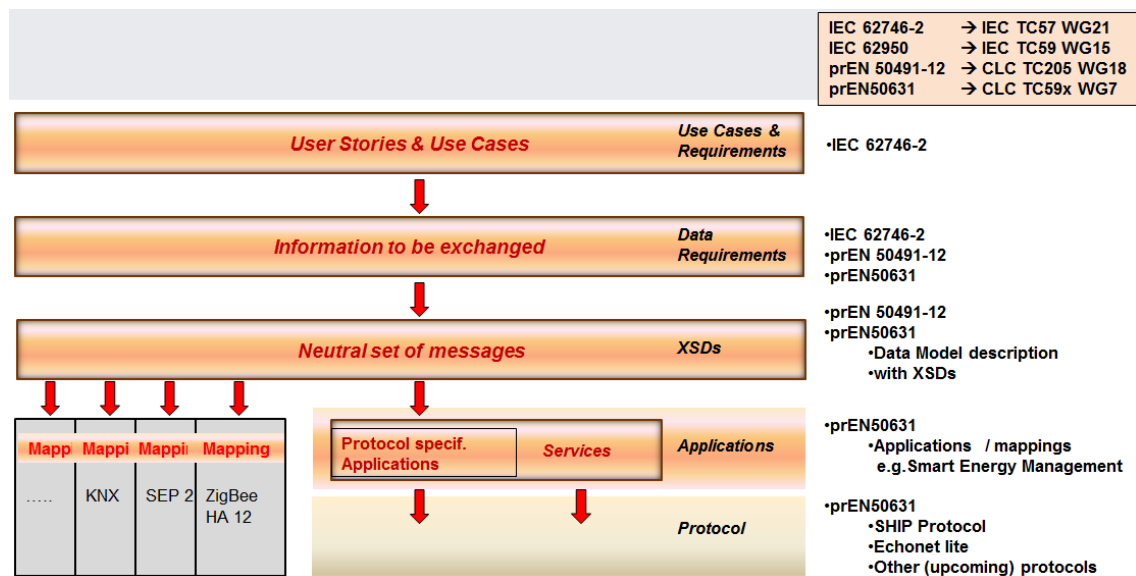 IEC 62746-2 → IEC TC57 WG21
IEC 62950 → IEC TC59 WG15
prEN 50491-12 → CLC TC205 WG18
prEN50631 → CLC TC59x WG7
User Stories & Use Cases
Use Cases &
Requirements
•IEC 62746-2
Information to be exchanged
Data
Requirements
•IEC 62746-2
•prEN 50491-12
•prEN50631
Neutral set of messages
XSDs
•prEN 50491-12
•prEN50631
•Data Model description
•with XSDs
Mapp
Mappi
Mappi
Mapping
.....
KNX
SEP 2
ZigBee
HA 12
Protocol specif.
Applications
Services
Applications
•prEN50631
•Applications / mappings
e.g.Smart Energy Management
Protocol
•prEN50631
•SHIP Protocol
•Echonet lite
•Other (upcoming) protocols